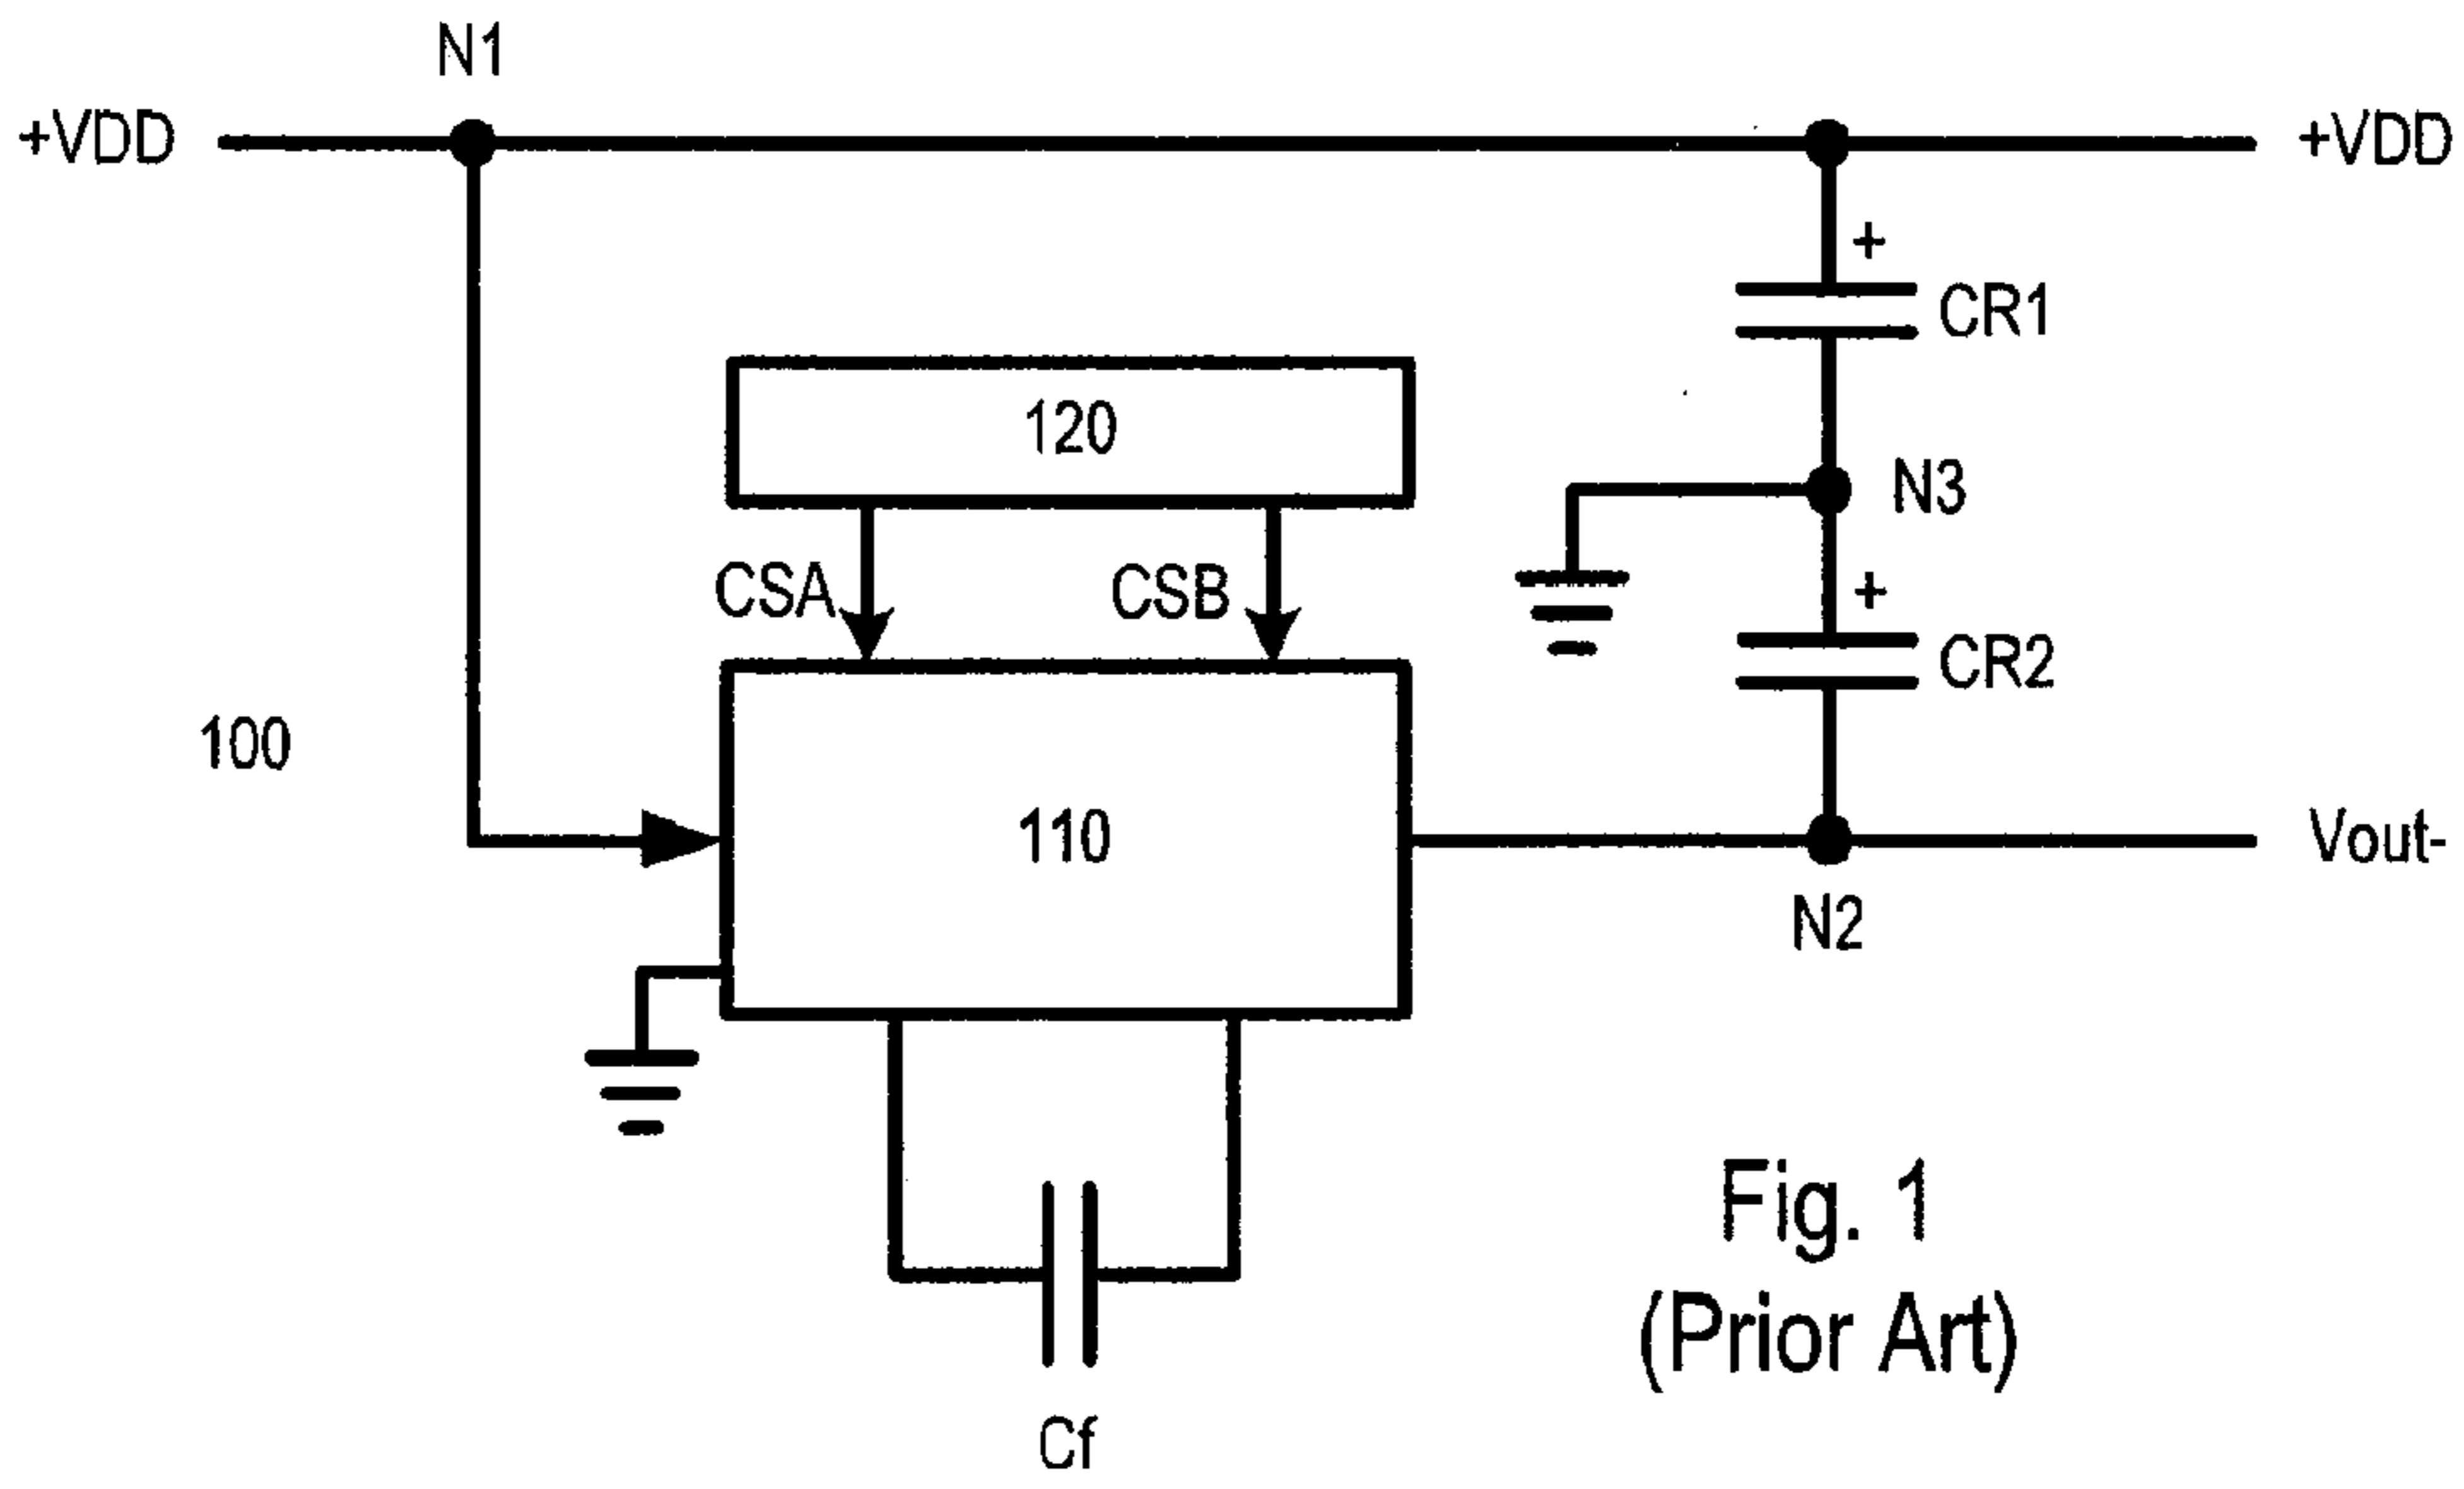 N1
+VDD
+VDD
+
CR1
120
N3
CSA
CSB
+
CR2
100
110
Vout-
N2
Fig. 1
(Prior Art)
Cf